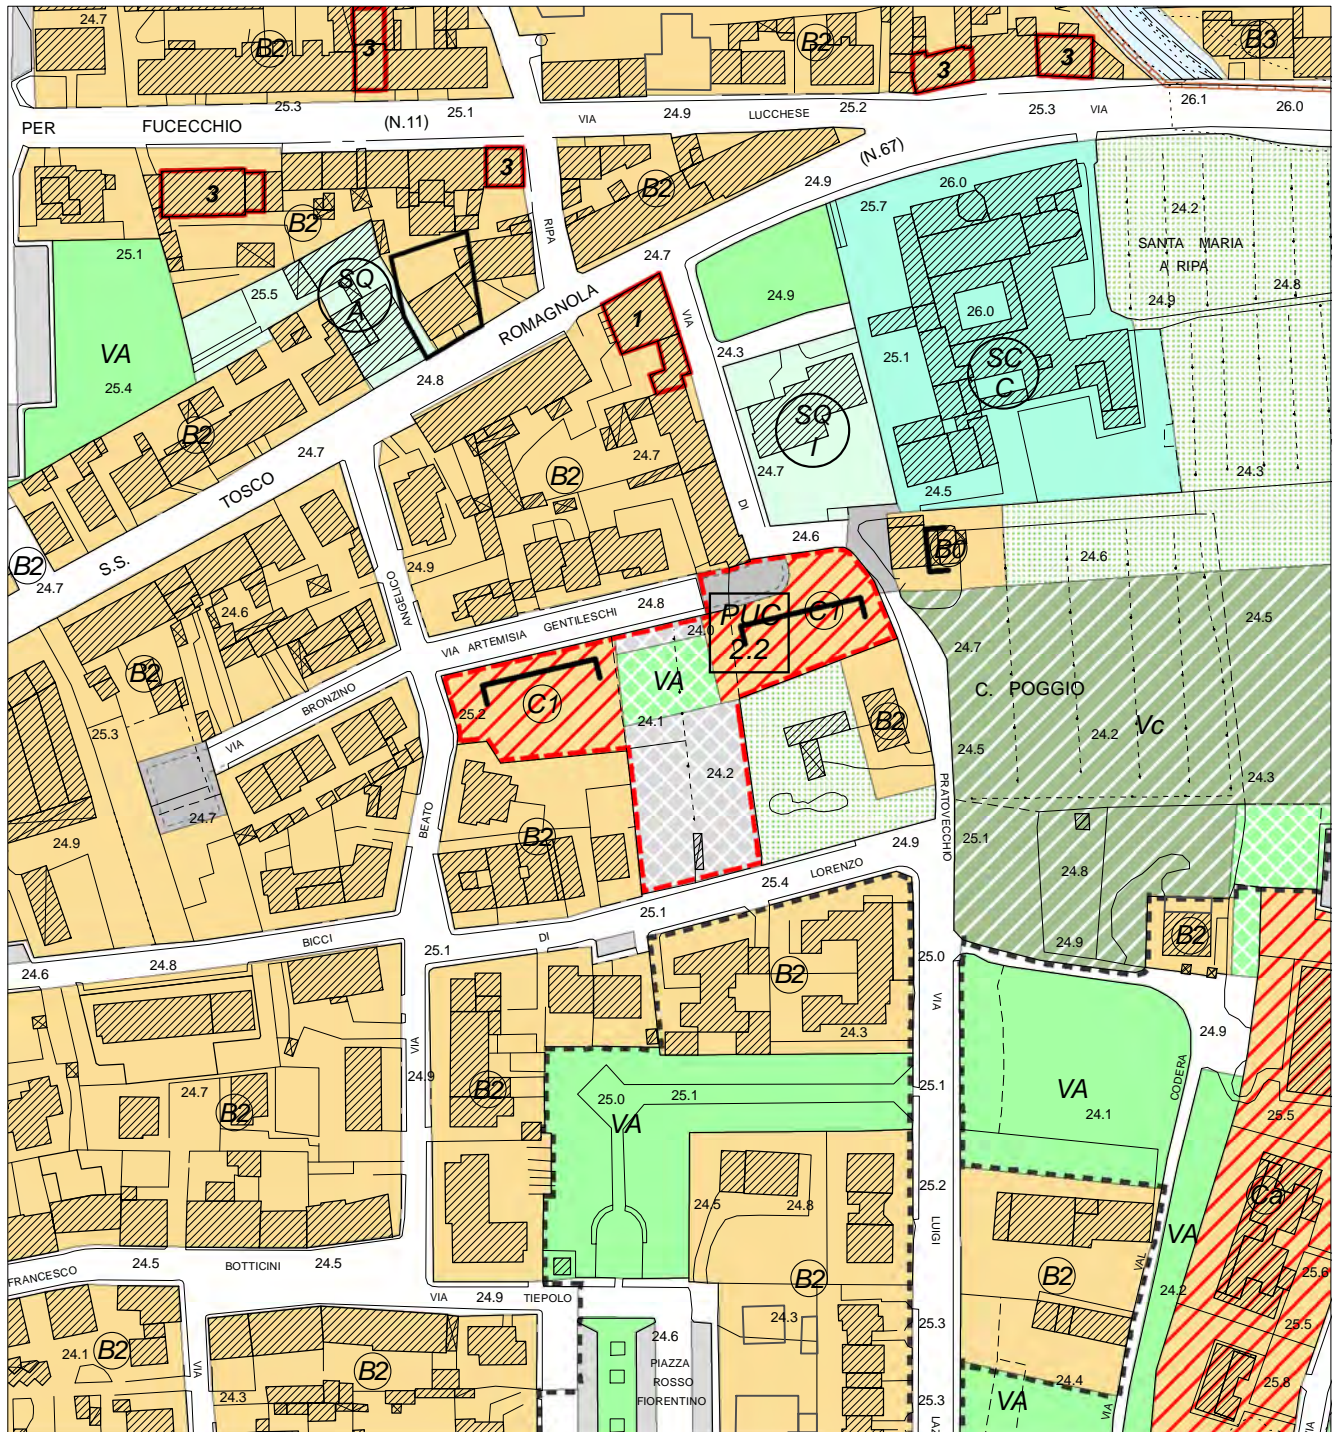 24.7
B2
3
B2
3
3
B3
25.3
25.1
24.9
25.2
25.3
26.1
26.0
PER FUCECCHIO (N.11)
VIA LUCCHESE VIA
(N.67)
3
3
B2
B2
RIPA
24.9
26.0
25.7
24.2
SANTA MARIA
A RIPA
25.1
25.5
SQ
A
24.7
24.9
26.0
24.9
24.8
VA
25.4
ROMAGNOLA
1
VIA
24.3
25.1
SC
C
24.8
SQ
I
B2
24.7
TOSCO
B2
24.7
24.7
DI
24.5
24.3
B2
24.7
S.S.
24.9
24.6
B0
24.6
24.6
ANGELICO
24.8
VIA ARTEMISIA GENTILESCHI
24.0
PUC
2.2
C1
24.5
24.7
B2
BRONZINO
VIA
25.2
C1
VA
24.1
C. POGGIO
B2
24.2
Vc
25.3
24.5
24.2
24.3
24.7
BEATO
PRATOVECCHIO
24.9
B2
24.9
25.1
LORENZO
24.8
25.4
25.1
DI
BICCI
25.1
24.9
B2
24.6
24.8
25.0
B2
VIA
24.3
24.9
VIA
24.9
25.1
CODERA
24.7
B2
B2
25.0
25.1
VA
VA
24.1
25.5
25.2
Ca
24.5
24.8
LUIGI
VA
24.5
BOTTICINI
24.5
FRANCESCO
B2
B2
VAL
24.2
25.6
VIA
24.9
TIEPOLO
24.3
25.3
25.5
24.6
PIAZZA
ROSSO
FIORENTINO
24.1
B2
VIA
B2
24.3
24.4
25.8
25.3
VA
VIA
VIA